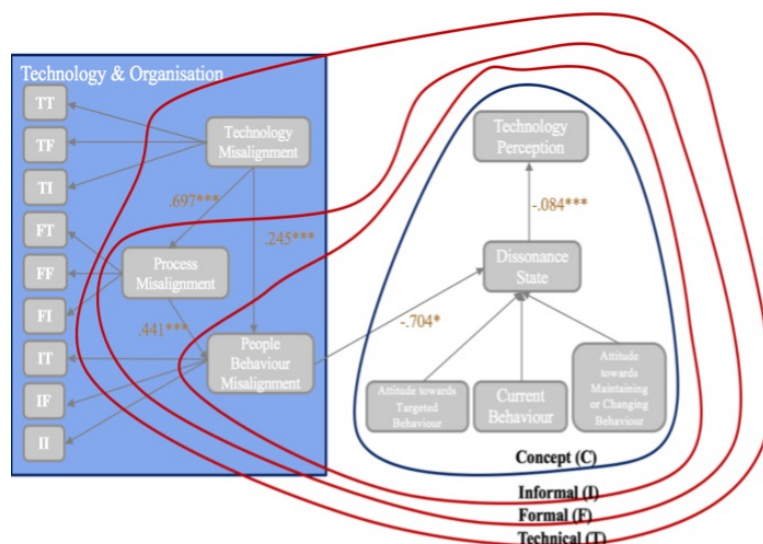 Technology & Organisation
TT
TF
TI
FT
FF
FI
IT
IF
II
Technology
Misalignment
.697***
.245***
Process
Misalignment
.441***
People
Behaviour
Misalignment
-.704*
Technology
Perception
-.084***
Dissonance
State
Attitude towards
Targeted
Behaviour
Current
Behaviour
Attitude
towards
Maintaining
or Changing
Behaviour
Concept (C)
Informal (I)
Formal (F)
Technical (T)